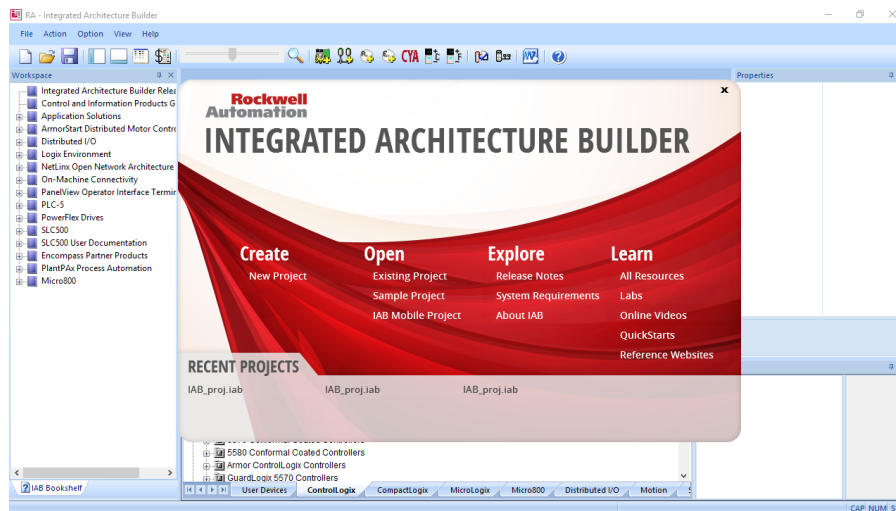 RA - Integrated Architecture Builder
File Action Option View Help
CYA
Workspace
Properties
Integrated Architecture Builder Relea
Control and Information Products G
Application Solutions
ArmorStart Distributed Motor Contro
Distributed I/O
Logix Environment
NetLinx Open Network Architecture
On-Machine Connectivity
PanelView Operator Interface Termin
PLC-5
PowerFlex Drives
SLC500
SLC500 User Documentation
Encompass Partner Products
PlantPAx Process Automation
Micro800
IAB Bookshelf
Rockwell
Automation
x
INTEGRATED ARCHITECTURE BUILDER
Create
New Project
Open
Existing Project
Sample Project
IAB Mobile Project
Explore
Release Notes
System Requirements
About IAB
Learn
All Resources
Labs
Online Videos
QuickStarts
Reference Websites
RECENT PROJECTS
IAB_proj.iab IAB_proj.iab IAB_proj.iab
5570 Conformal Coated Controllers
5580 Conformal Coated Controllers
Armor ControlLogix Controllers
GuardLogix 5570 Controllers
User Devices ControlLogix CompactLogix MicroLogix Micro800 Distributed I/O Motion
CAP NUM S